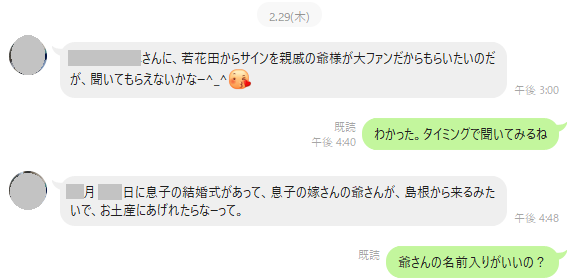 2.29(木)
さんに、若花田からサインを親戚の爺様が大ファンだからもらいたいのだ
が、聞いてもらえないかなー^_^
午後 3:00
既読
午後 4:40
わかった。タイミングで聞いてみるね
月 日に息子の結婚式があって、息子の嫁さんの爺さんが、島根から来るみた
いで、お土産にあげれたらなーって。
午後 4:48
既読
爺さんの名前入りがいいの？